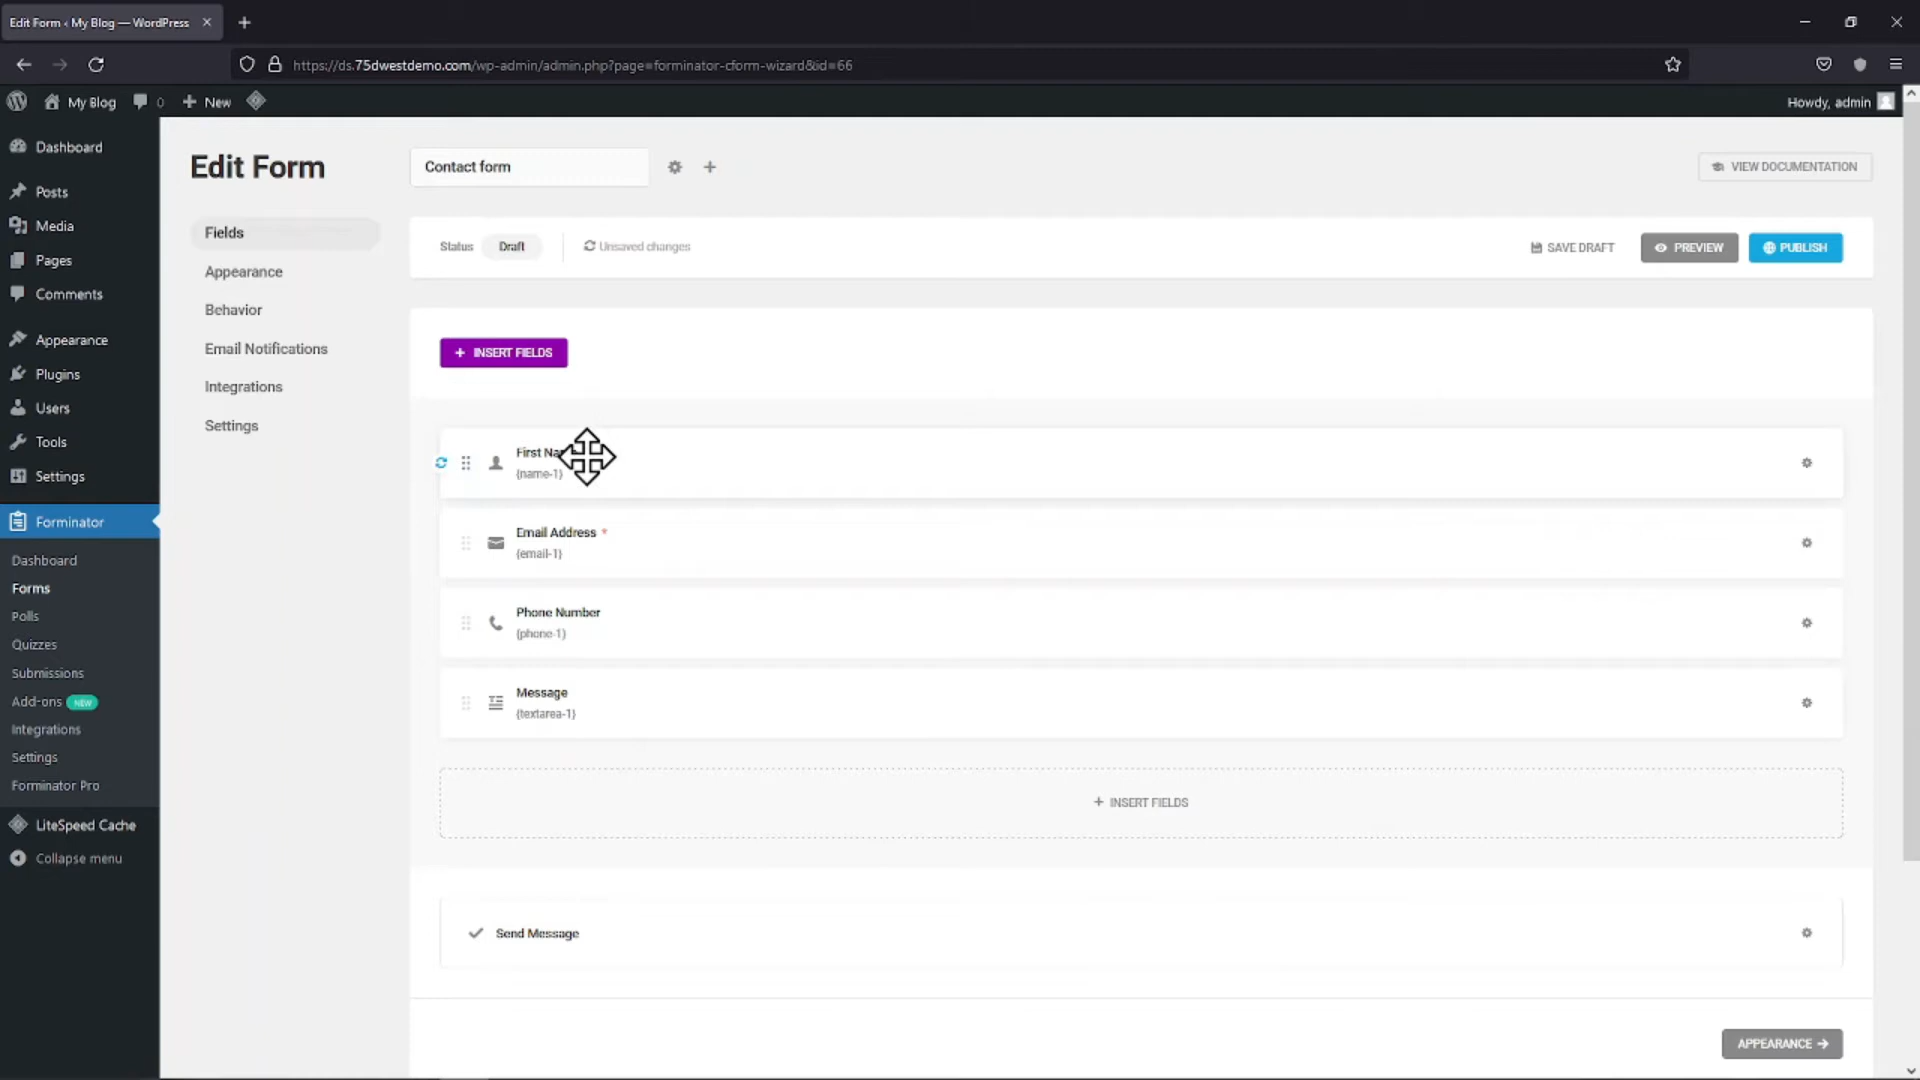 Edit Form ‹ My Blog — WordPress
https://ds.75dwestdemo.com/wp-admin/admin.php?page=forminator-cform-wizard&id=66
My Blog
0
New
Howdy, admin
Dashboard
Posts
Media
Pages
Comments
Appearance
Plugins
Users
Tools
Settings
Forminator
Dashboard
Forms
Polls
Quizzes
Submissions
Add-ons NEW
Integrations
Settings
Forminator Pro
LiteSpeed Cache
Collapse menu
Edit Form
Contact form
VIEW DOCUMENTATION
Fields
Appearance
Behavior
Email Notifications
Integrations
Settings
Status Draft Unsaved changes
SAVE DRAFT
PREVIEW
PUBLISH
+ INSERT FIELDS
First
{name-1}
Email Address *
{email-1}
Phone Number
{phone-1}
Message
{textarea-1}
+ INSERT FIELDS
Send Message
APPEARANCE →